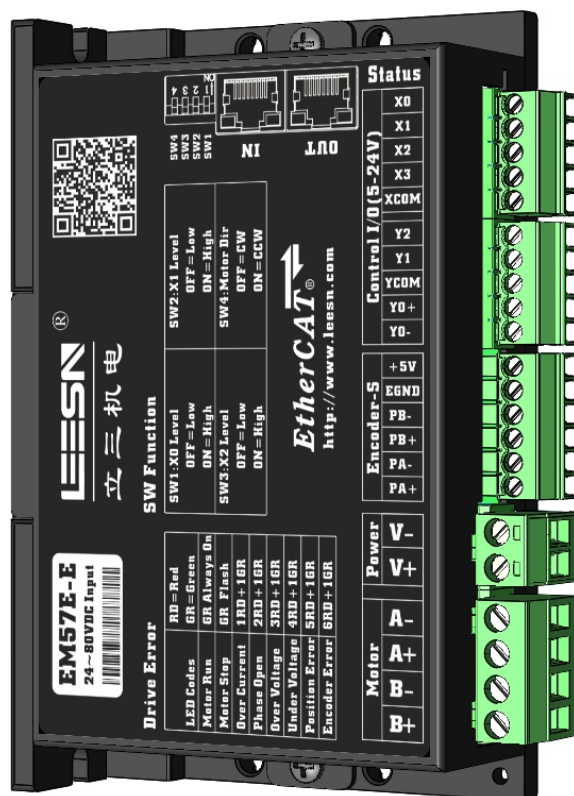 EM57E-E
24~80VDC Input
LEESN®
立三机电
Drive Error
LED Codes RD=Red
GR=Green
Motor Run GR Always On
Motor Stop GR Flash
Over Current 1RD+1GR
Phase Open 2RD+1GR
Over Voltage 3RD+1GR
Under Voltage 4RD+1GR
Position Error 5RD+1GR
Encoder Error 6RD+1GR
SW Function
SW1:X0 Level
OFF=Low
ON=High
SW2:X1 Level
OFF=Low
ON=High
SW3:X2 Level
OFF=Low
ON=High
SW4:Motor Dir
OFF=CW
ON=CCW
EtherCAT®
http://www.leesn.com
SW4
SW3
SW2
SW1
4
3
2
1
ON
IN
OUT
Status
Motor
B+ B- A+ A-
Power
V+ V-
Encoder-S
PA+ PA- PB+ PB- EGND +5V
Control I/O(5-24V)
Y0- Y0+ YCOM Y1 Y2 XCOM X3 X2 X1 X0